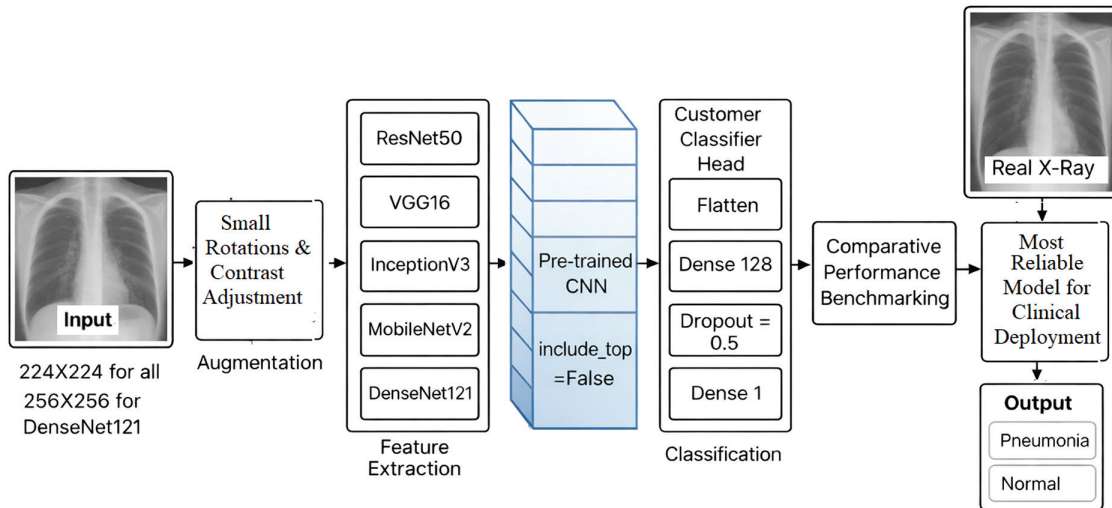 Input
224X224 for all
256X256 for
DenseNet121
Small
Rotations &
Contrast
Adjustment
Augmentation
ResNet50
VGG16
InceptionV3
MobileNetV2
DenseNet121
Feature
Extraction
Pre-trained
CNN
include_top
=False
Customer
Classifier
Head
Flatten
Dense 128
Dropout =
0.5
Dense 1
Classification
Comparative
Performance
Benchmarking
Real X-Ray
Most
Reliable
Model for
Clinical
Deployment
Output
Pneumonia
Normal